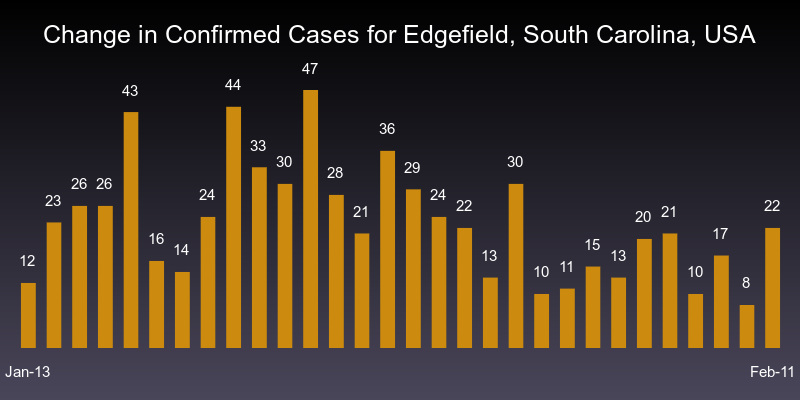 Change in Confirmed Cases for Edgefield, South Carolina, USA
12 23 26 26 43 16 14 24 44 33 30 47 28 21 36 29 24 22 13 30 10 11 15 13 20 21 10 17 8 22
Jan-13 Feb-11